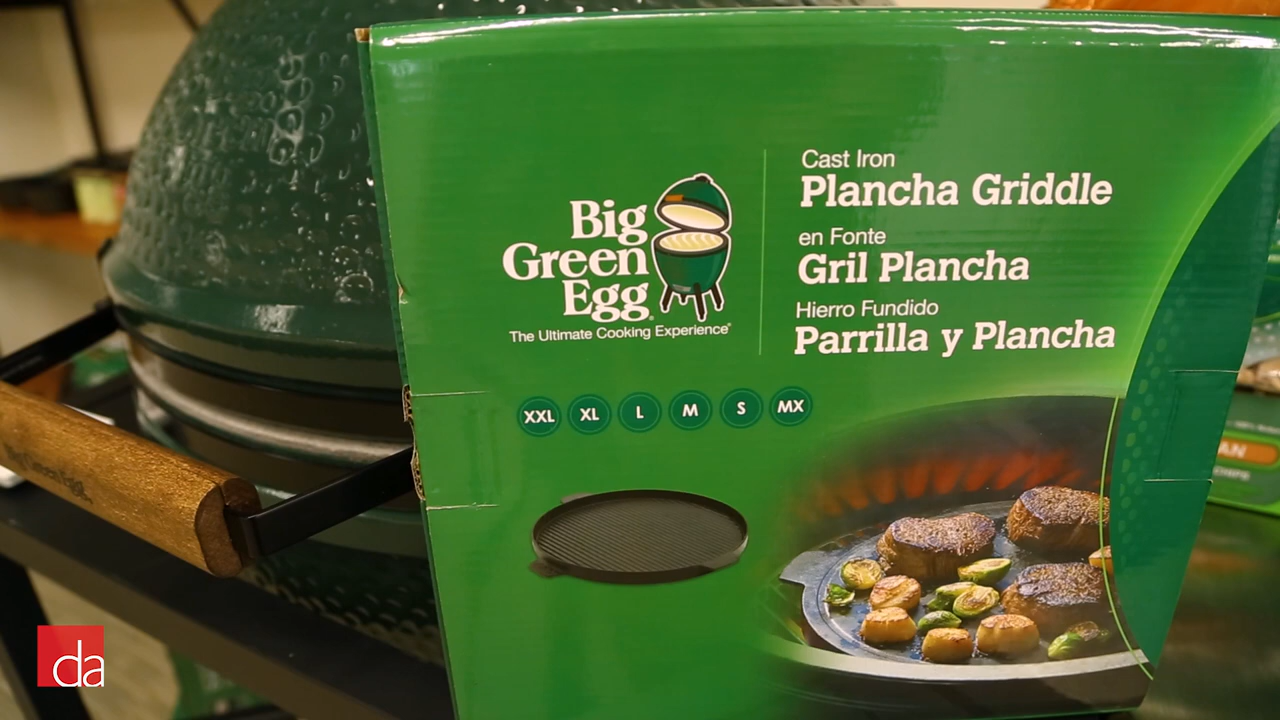 Big
Green
Egg®
The Ultimate Cooking Experience®
Cast Iron
Plancha Griddle
en Fonte
Gril Plancha
Hierro Fundido
Parrilla y Plancha
XXL XL L M S MX
da